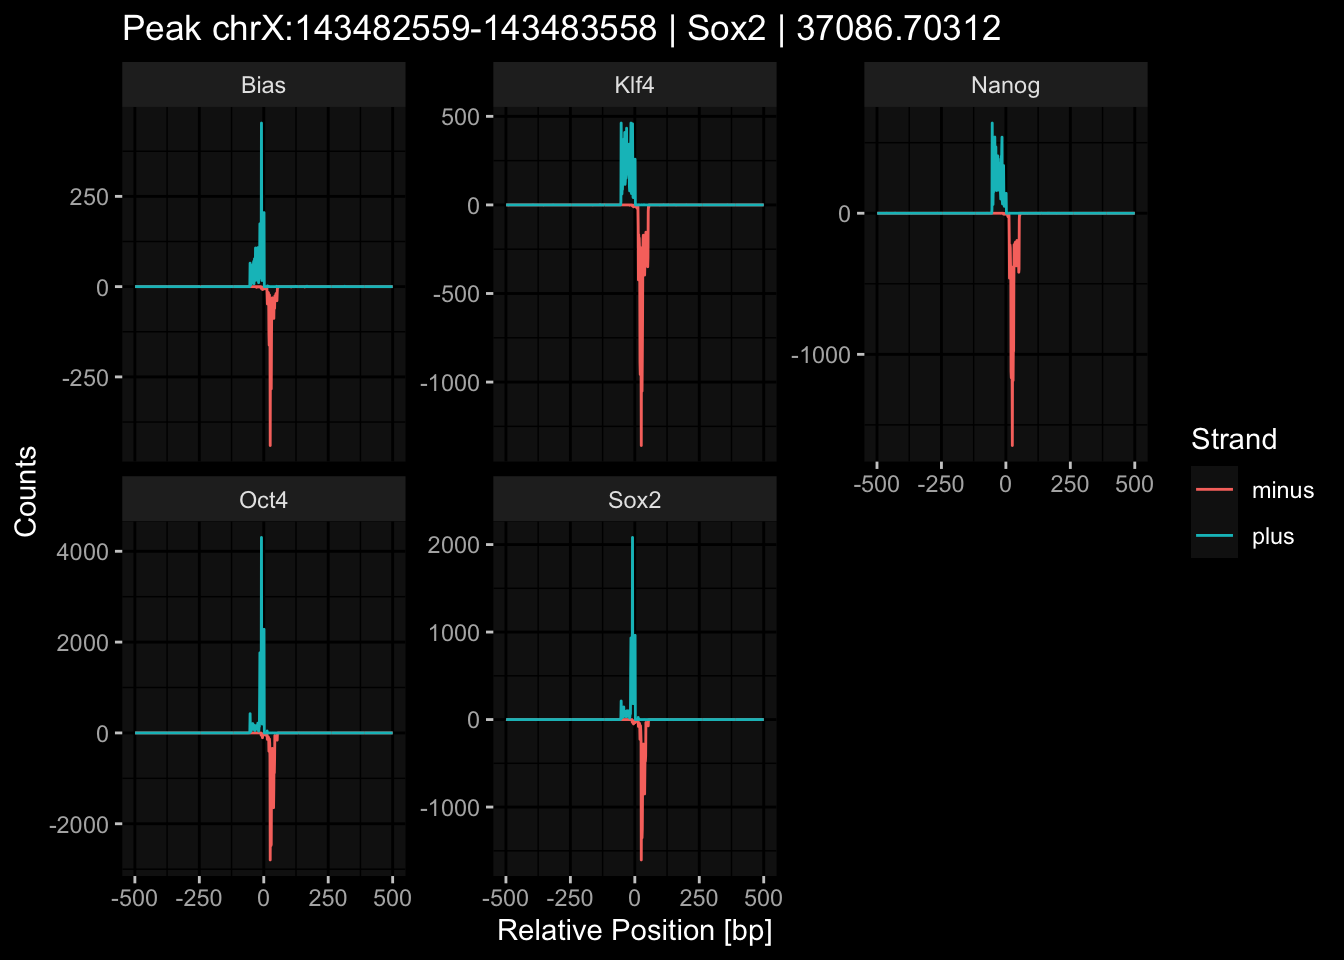 Peak chrX:143482559-143483558 | Sox2 | 37086.70312
Bias
Klf4
Nanog
250
0
-250
500
0
-500
-1000
0
-1000
-500 -250 0 250 500
Counts
Strand
minus
plus
Oct4
Sox2
4000
2000
0
-2000
2000
1000
0
-1000
-500 -250 0 250 500
-500 -250 0 250 500
Relative Position [bp]